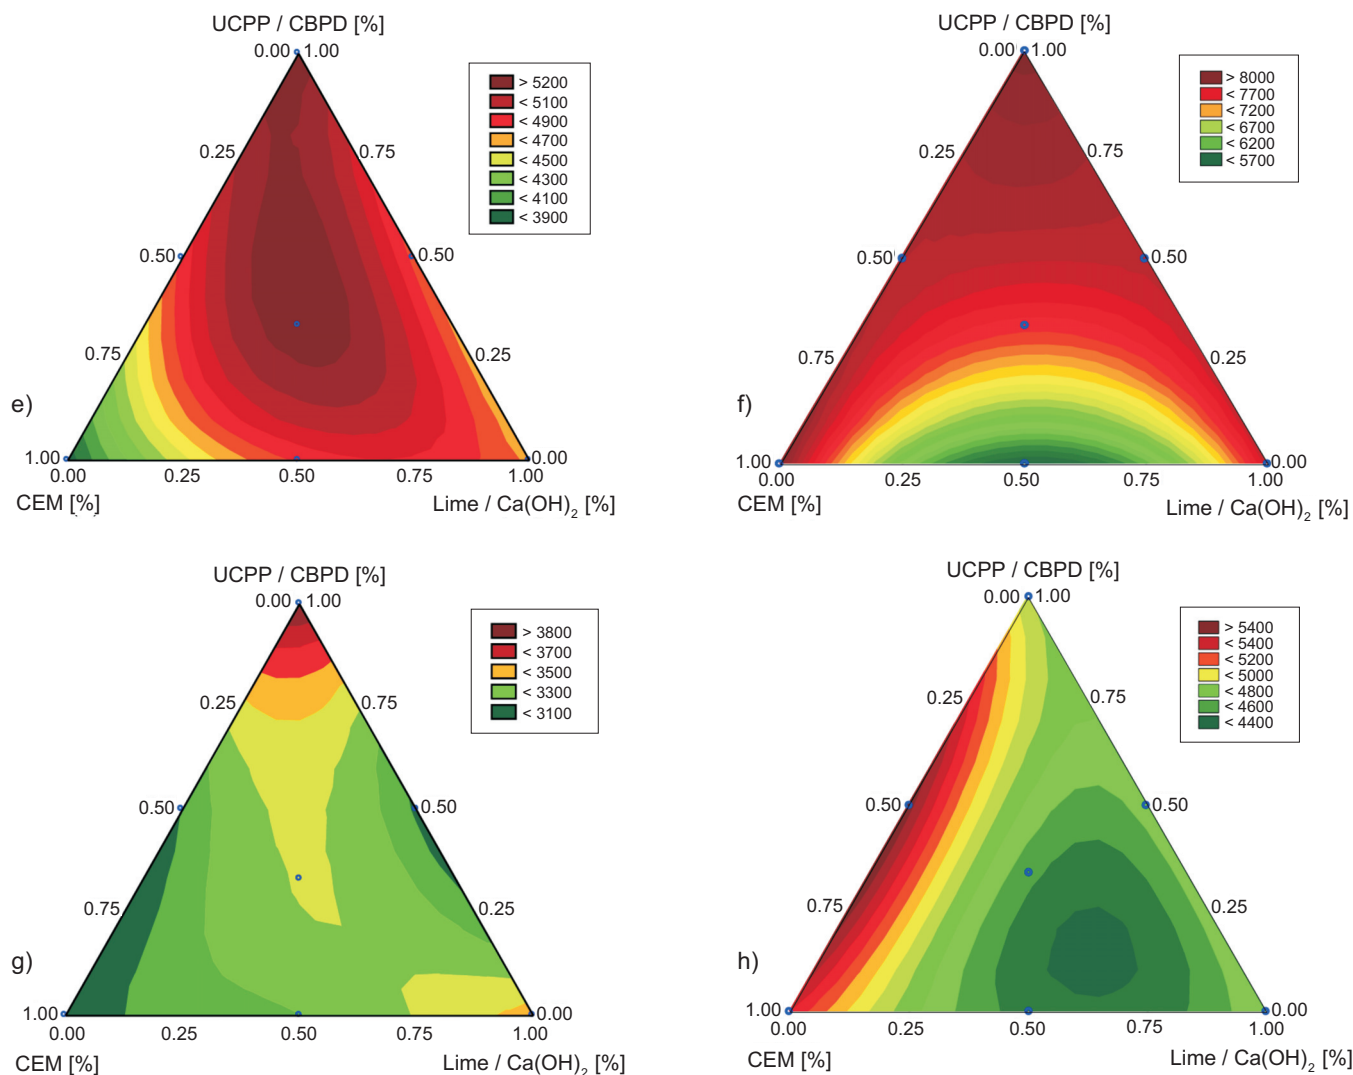 UCPP / CBPD [%]
0.00 1.00
> 5200
< 5100
< 4900
< 4700
< 4500
< 4300
< 4100
< 3900
0.25 0.75
0.50 0.50
0.75 0.25
e)
1.00 0.00
0.00 0.25 0.50 0.75 1.00
CEM [%] Lime / Ca(OH)2 [%]
UCPP / CBPD [%]
0.00 1.00
> 8000
< 7700
< 7200
< 6700
< 6200
< 5700
0.25 0.75
0.50 0.50
0.75 0.25
f)
1.00 0.00
0.00 0.25 0.50 0.75 1.00
CEM [%] Lime / Ca(OH)2 [%]
UCPP / CBPD [%]
0.00 1.00
> 3800
< 3700
< 3500
< 3300
< 3100
0.25 0.75
0.50 0.50
0.75 0.25
g)
1.00 0.00
0.00 0.25 0.50 0.75 1.00
CEM [%] Lime / Ca(OH)2 [%]
UCPP / CBPD [%]
0.00 1.00
> 5400
< 5400
< 5200
< 5000
< 4800
< 4600
< 4400
0.25 0.75
0.50 0.50
0.75 0.25
h)
1.00 0.00
0.00 0.25 0.50 0.75 1.00
CEM [%] Lime / Ca(OH)2 [%]